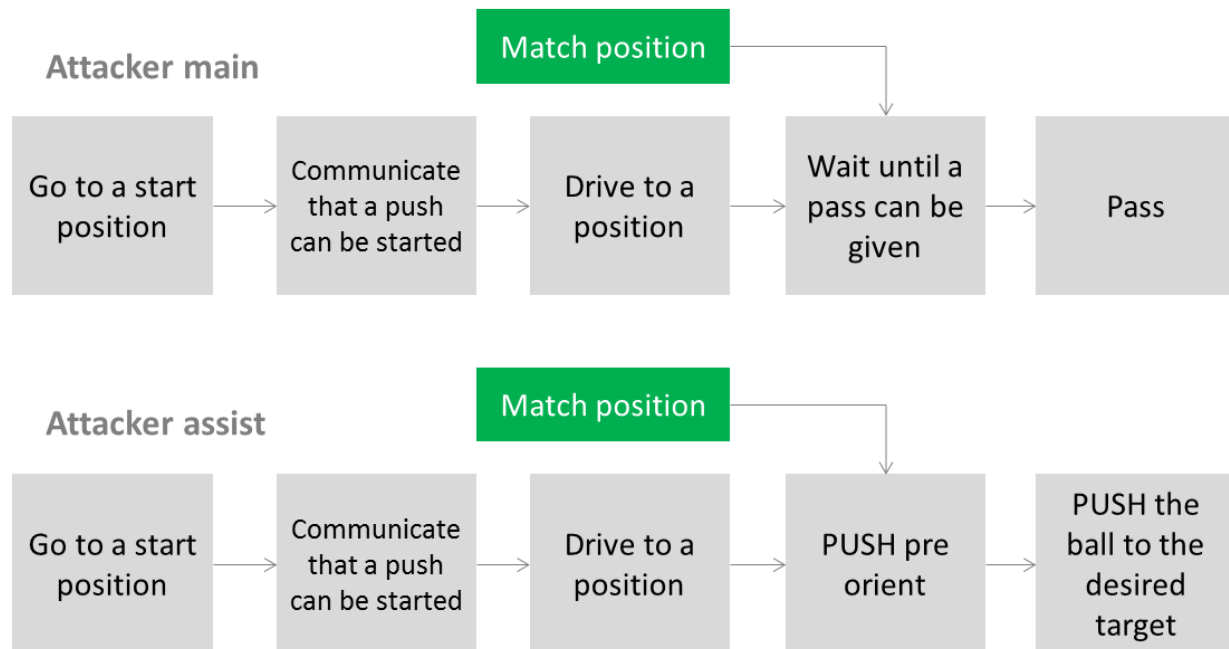 Match position
Attacker main
Go to a start
position
Communicate
that a push
can be started
Drive to a
position
Wait until a
pass can be
given
Pass
Match position
Attacker assist
Go to a start
position
Communicate
that a push
can be started
Drive to a
position
PUSH pre
orient
PUSH the
ball to the
desired
target